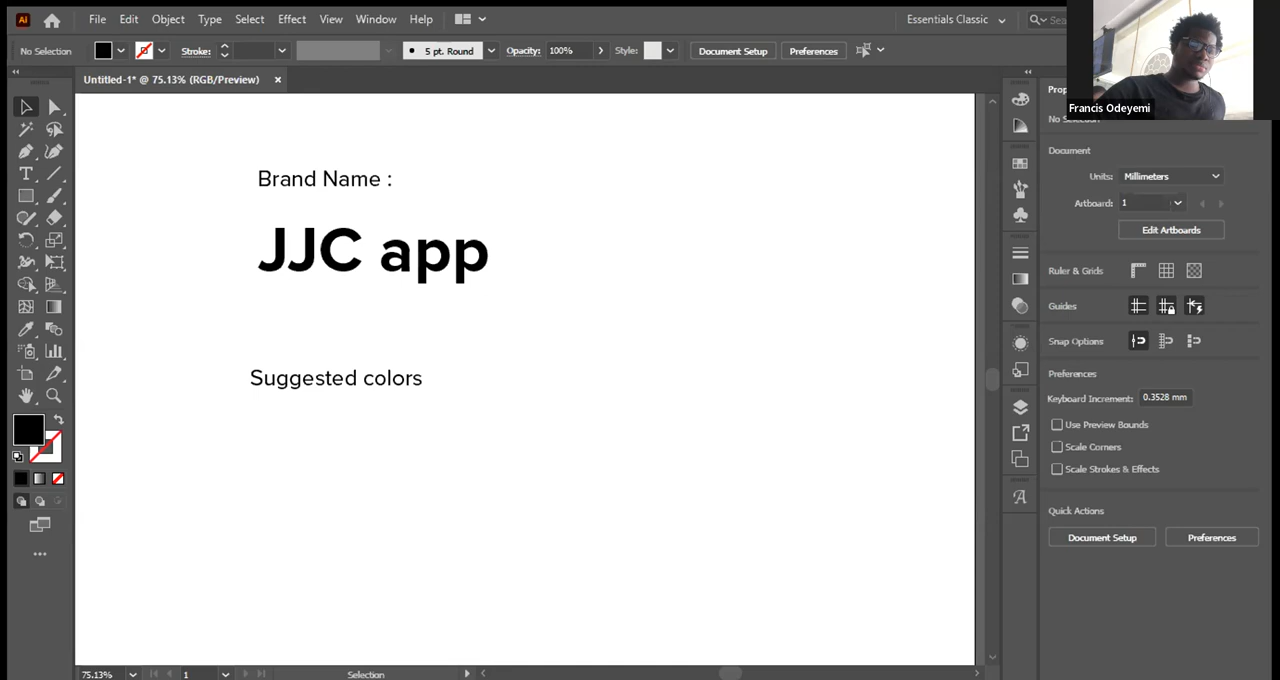 File Edit Object Type Select Effect View Window Help
Essentials Classic
No Selection Stroke: 5 pt. Round Opacity: 100% Style: Document Setup Preferences
Untitled-1* @ 75.13% (RGB/Preview) ×
Francis Odeyemi
Brand Name :
JJC app
Suggested colors
No Selection
Document
Units: Millimeters
Artboard: 1
Edit Artboards
Ruler & Grids
Guides
Snap Options
Preferences
Keyboard Increment: 0.3528 mm
Use Preview Bounds
Scale Corners
Scale Strokes & Effects
Quick Actions
Document Setup Preferences
75.13% 1 Selection